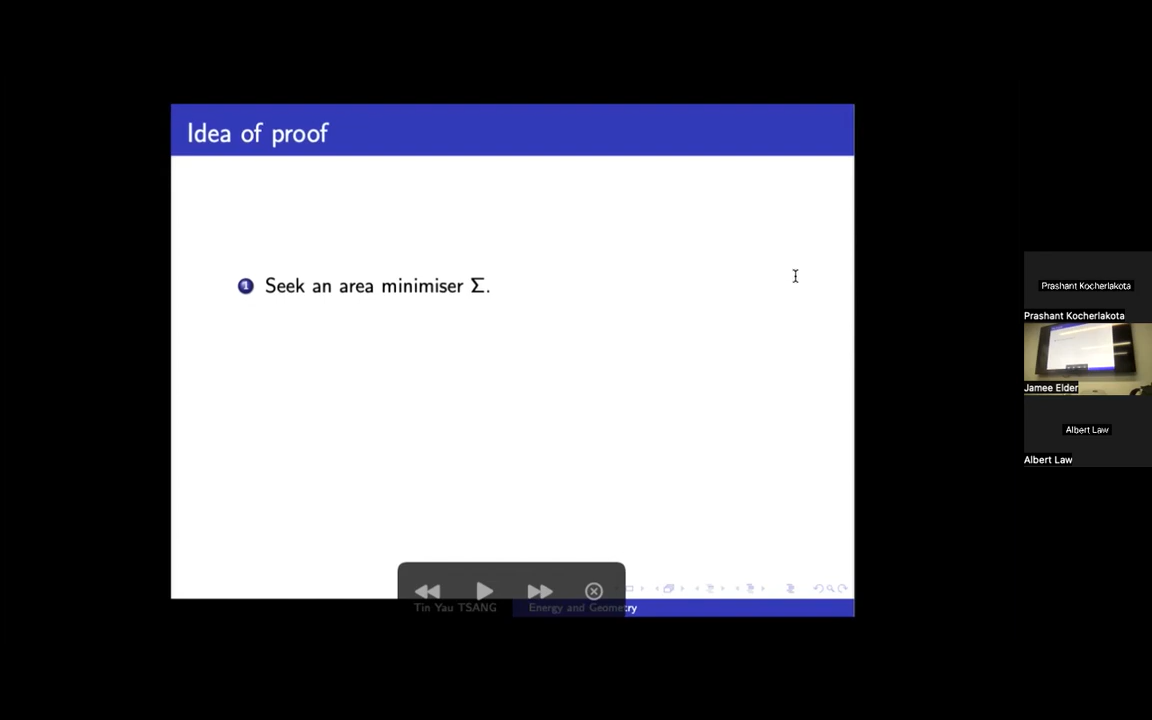 Idea of proof
1 Seek an area minimiser Σ.
Tin Yau TSANG
Energy and Geometry
Prashant Kocherlakota
Prashant Kocherlakota
Jamee Elder
Albert Law
Albert Law